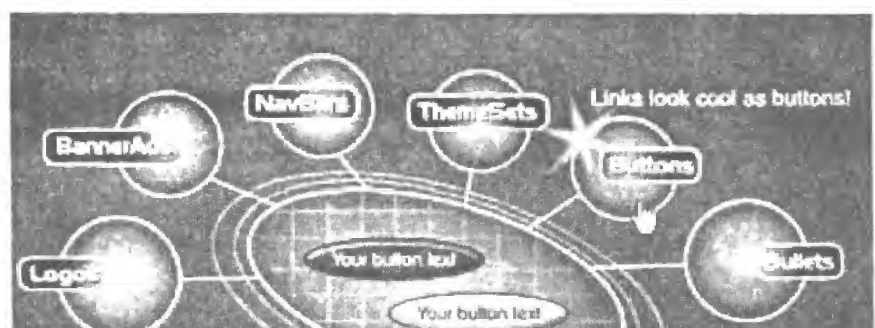 Links look cool as buttons!
NavBars
ThemeSets
BannerAds
Buttons
Logos
Bullets
Your button text
Your button text